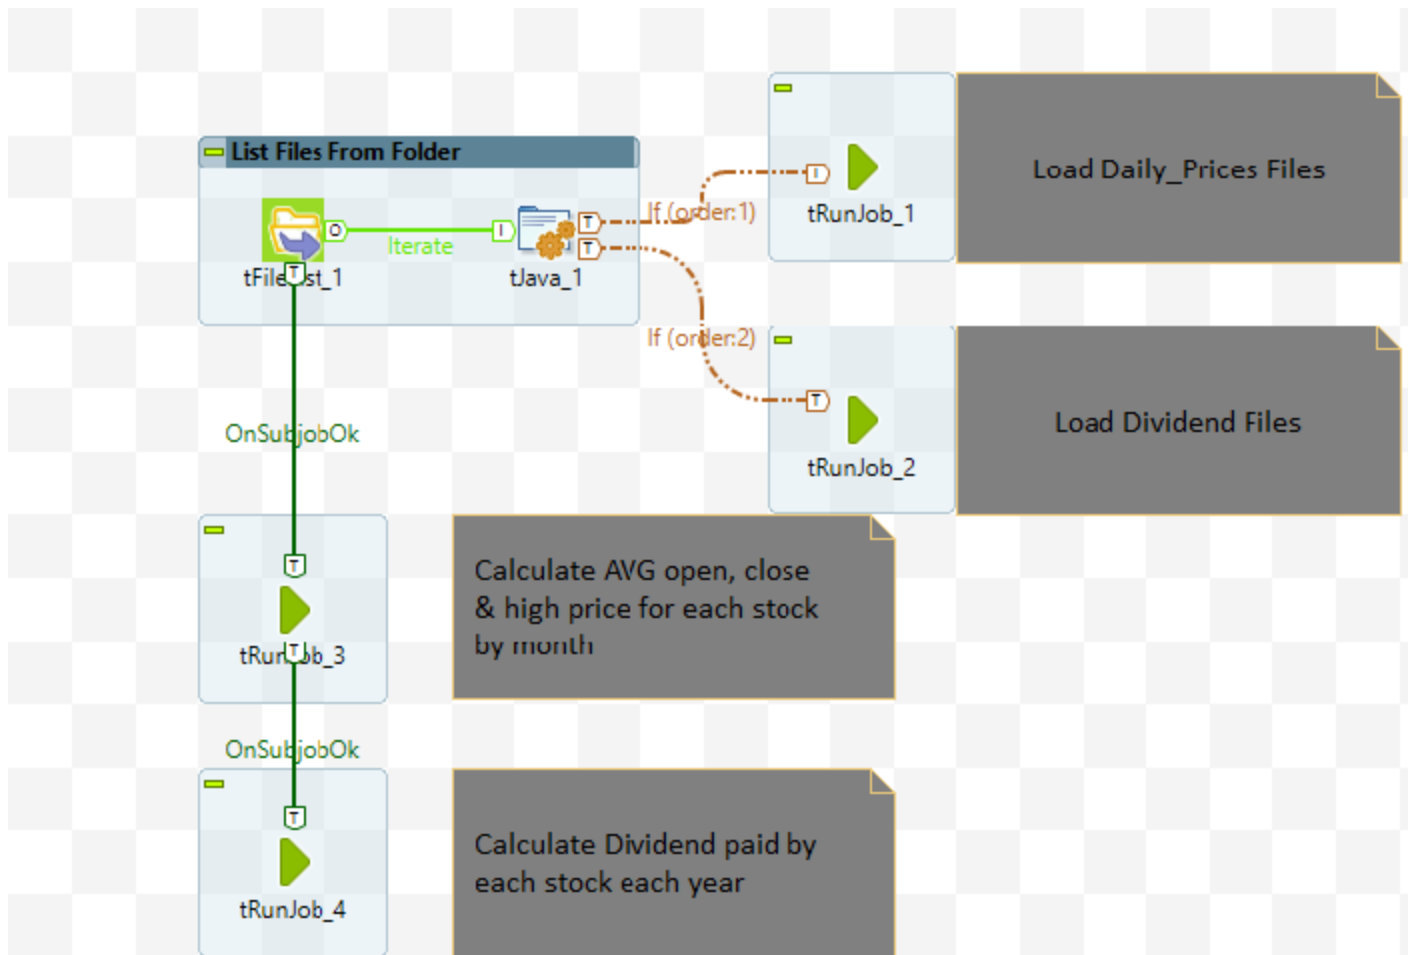 List Files From Folder
O
Iterate
I
T
T
T
tFileList_1
tJava_1
If (order:1)
I
tRunJob_1
Load Daily_Prices Files
If (order:2)
T
tRunJob_2
Load Dividend Files
OnSubjobOk
T
T
tRunJob_3
Calculate AVG open, close
& high price for each stock
by month
OnSubjobOk
T
tRunJob_4
Calculate Dividend paid by
each stock each year